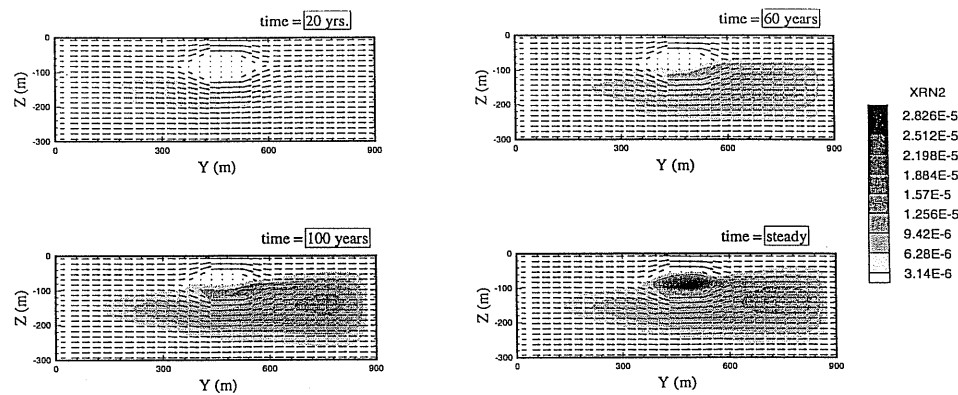 time = 20 yrs.
0
-100
-200
-300
Z (m)
0
300
600
900
Y (m)
time = 60 years
0
-100
-200
-300
Z (m)
0
300
600
900
Y (m)
time = 100 years
0
-100
-200
-300
Z (m)
0
300
600
900
Y (m)
time = steady
0
-100
-200
-300
Z (m)
0
300
600
900
Y (m)
XRN2
2.826E-5
2.512E-5
2.198E-5
1.884E-5
1.57E-5
1.256E-5
9.42E-6
6.28E-6
3.14E-6